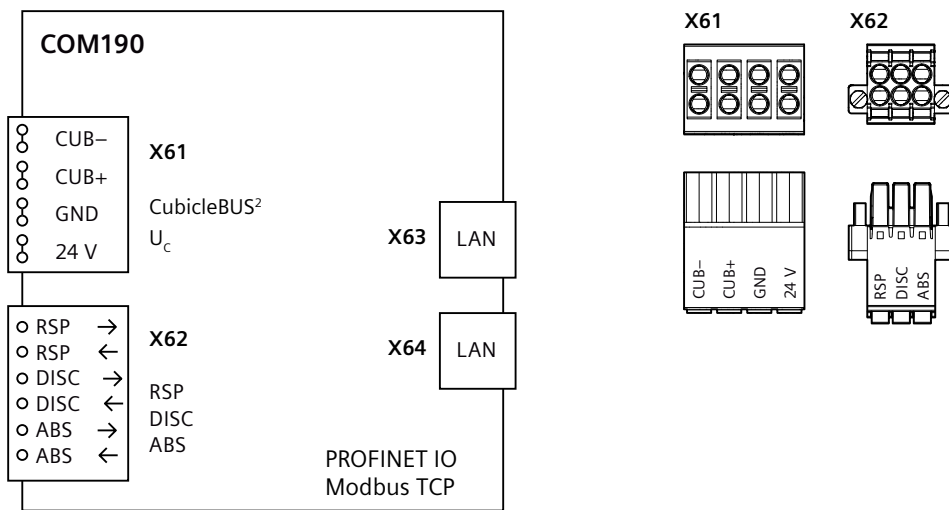 COM190
CUB–
CUB+
GND
24 V
X61
CubicleBUS²
U_C
RSP →
RSP ←
DISC →
DISC ←
ABS →
ABS ←
X62
RSP
DISC
ABS
X63
LAN
X64
LAN
PROFINET IO
Modbus TCP
X61
X62
CUB–
CUB+
GND
24 V
RSP
DISC
ABS